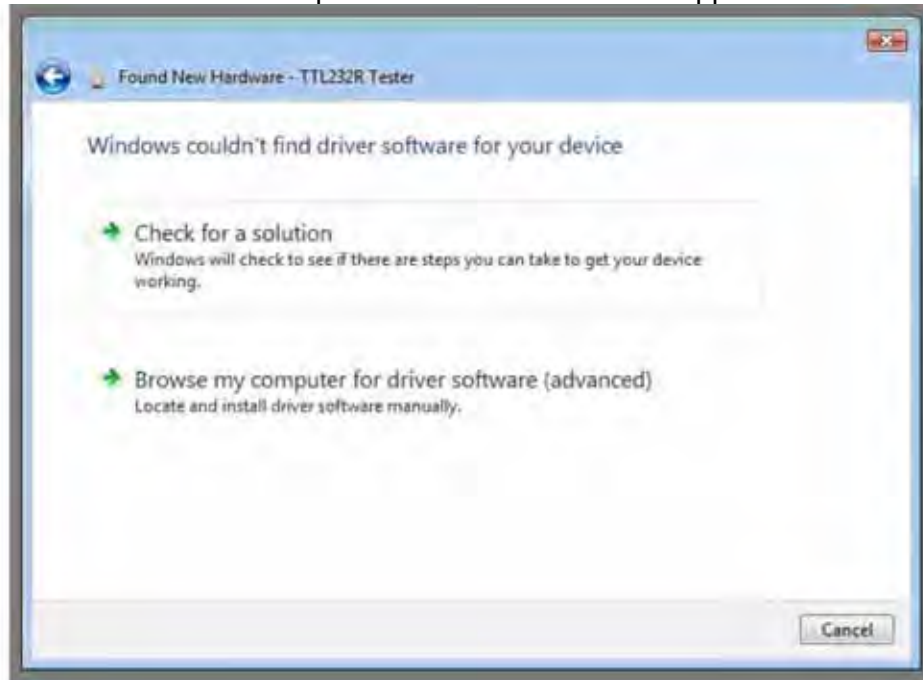 Found New Hardware - TTL232R Tester
Windows couldn't find driver software for your device
Check for a solution
Windows will check to see if there are steps you can take to get your device
working.
Browse my computer for driver software (advanced)
Locate and install driver software manually.
Cancel